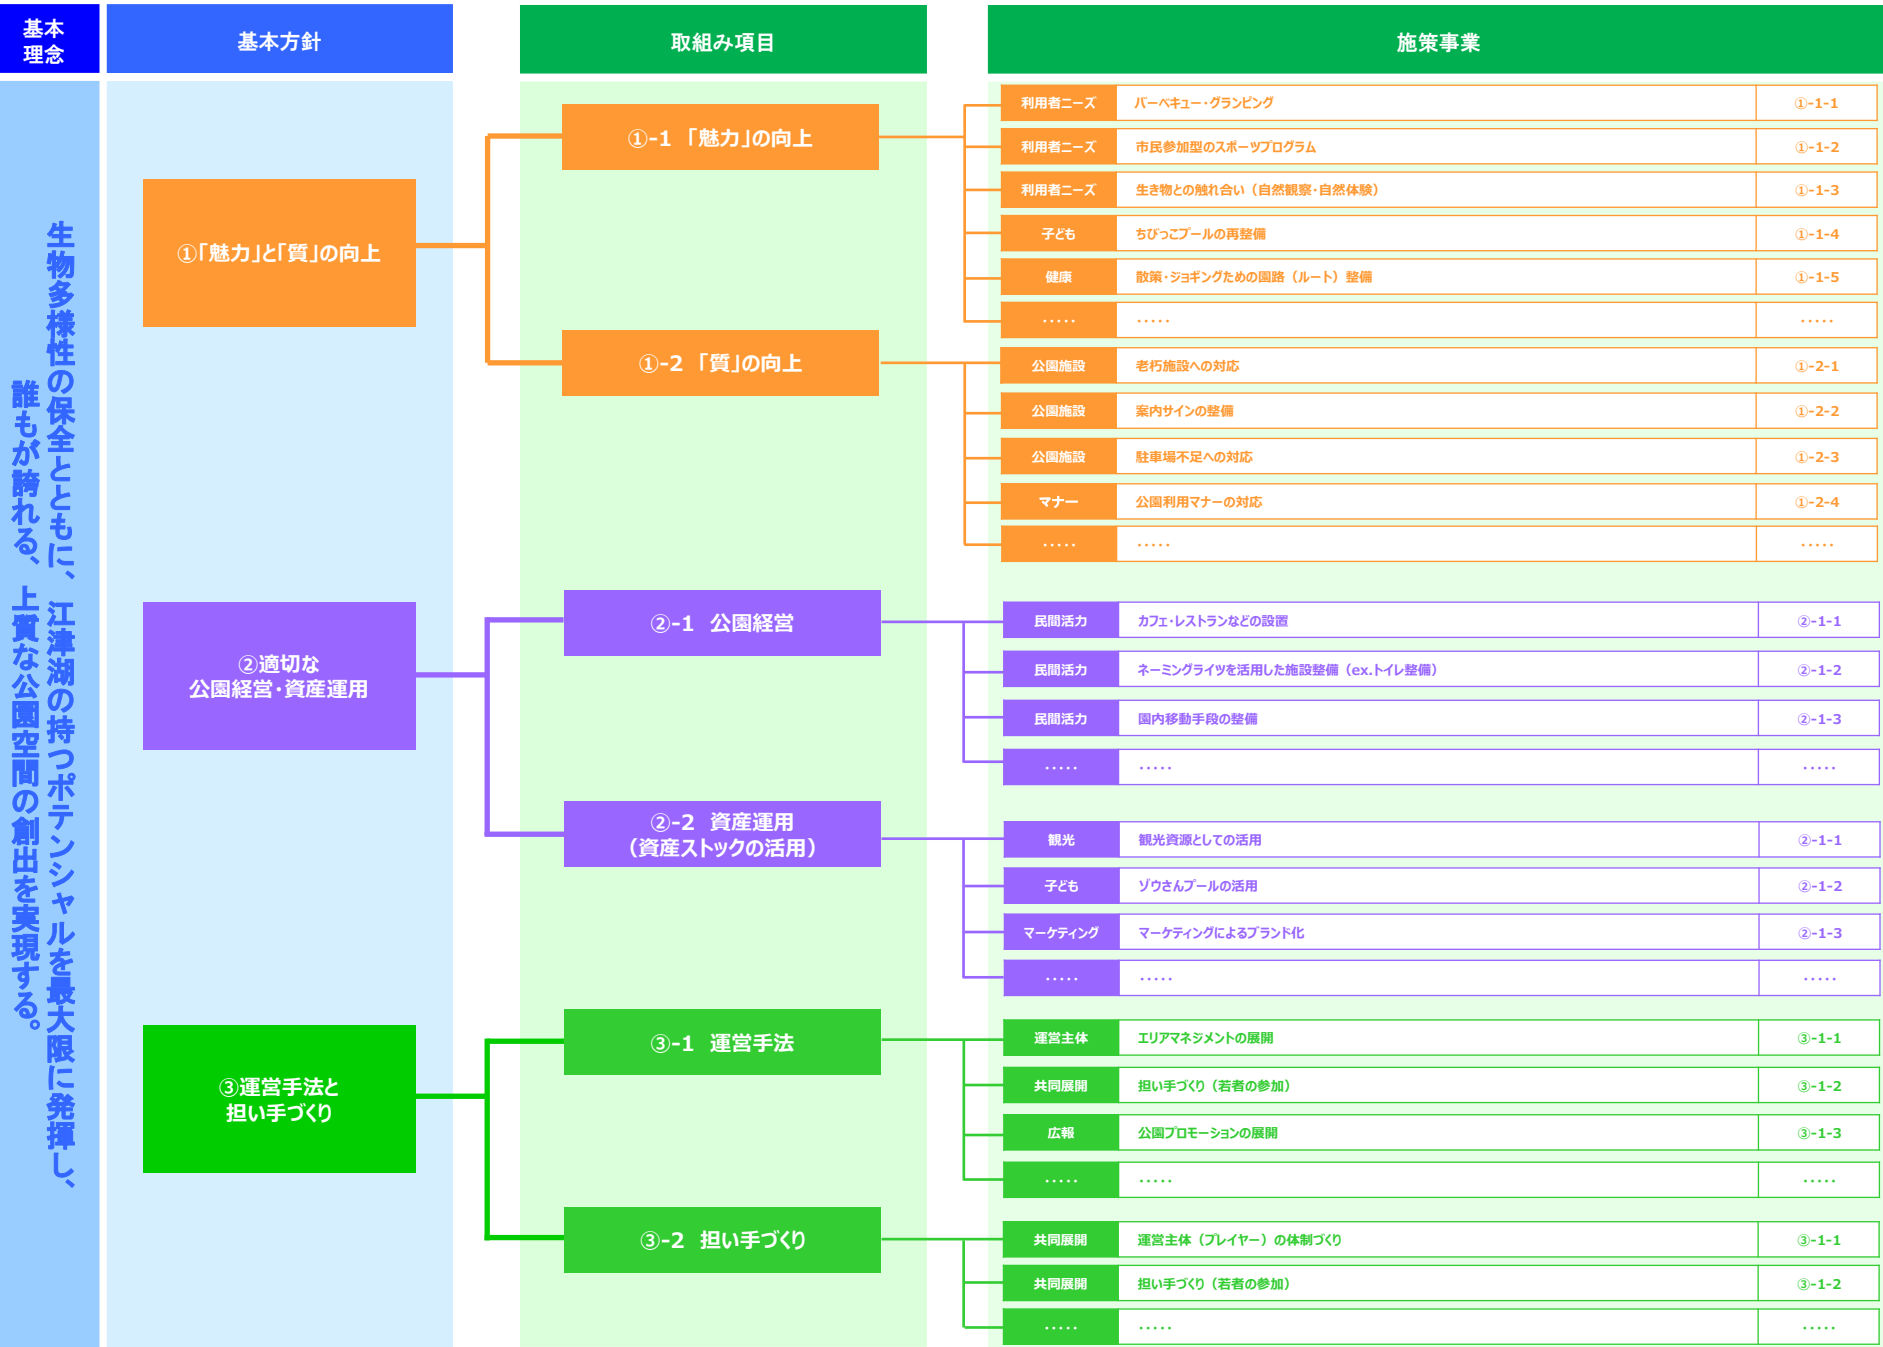 基本
理念
基本方針
取組み項目
施策事業
生物多様性の保全とともに、江津湖の持つポテンシャルを最大限に発揮し、
誰もが誇れる、上質な公園空間の創出を実現する。
①「魅力」と「質」の向上
①-1 「魅力」の向上
利用者ニーズ バーベキュー・グランピング ①-1-1
利用者ニーズ 市民参加型のスポーツプログラム ①-1-2
利用者ニーズ 生き物との触れ合い（自然観察・自然体験） ①-1-3
子ども ちびっこプールの再整備 ①-1-4
健康 散策・ジョギングための園路（ルート）整備 ①-1-5
‥‥‥ ‥‥‥ ‥‥‥
①-2 「質」の向上
公園施設 老朽施設への対応 ①-2-1
公園施設 案内サインの整備 ①-2-2
公園施設 駐車場不足への対応 ①-2-3
マナー 公園利用マナーの対応 ①-2-4
‥‥‥ ‥‥‥ ‥‥‥
②適切な
公園経営・資産運用
②-1 公園経営
民間活力 カフェ・レストランなどの設置 ②-1-1
民間活力 ネーミングライツを活用した施設整備（ex.トイレ整備） ②-1-2
民間活力 園内移動手段の整備 ②-1-3
‥‥‥ ‥‥‥ ‥‥‥
②-2 資産運用
（資産ストックの活用）
観光 観光資源としての活用 ②-1-1
子ども ゾウさんプールの活用 ②-1-2
マーケティング マーケティングによるブランド化 ②-1-3
‥‥‥ ‥‥‥ ‥‥‥
③運営手法と
担い手づくり
③-1 運営手法
運営主体 エリアマネジメントの展開 ③-1-1
共同展開 担い手づくり（若者の参加） ③-1-2
広報 公園プロモーションの展開 ③-1-3
‥‥‥ ‥‥‥ ‥‥‥
③-2 担い手づくり
共同展開 運営主体（プレイヤー）の体制づくり ③-1-1
共同展開 担い手づくり（若者の参加） ③-1-2
‥‥‥ ‥‥‥ ‥‥‥